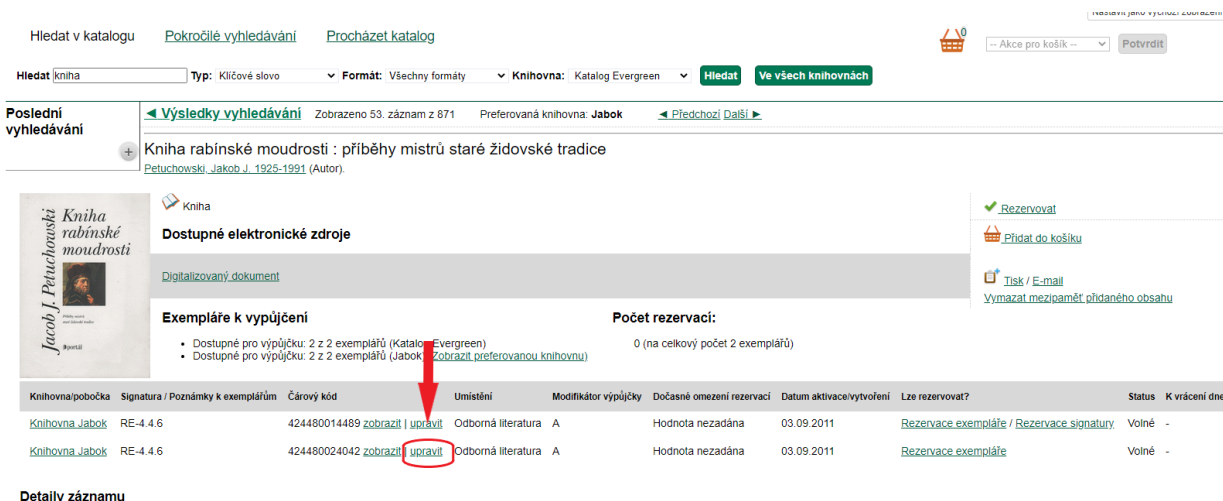 Nastavit jako výchozí zobrazení
Hledat v katalogu Pokročilé vyhledávání Procházet katalog
0 -- Akce pro košík -- Potvrdit
Hledat kniha Typ: Klíčové slovo Formát: Všechny formáty Knihovna: Katalog Evergreen Hledat Ve všech knihovnách
Poslední vyhledávání
+
◄ Výsledky vyhledávání Zobrazeno 53. záznam z 871 Preferovaná knihovna: Jabok ◄ Předchozí Další ►
Kniha rabínské moudrosti : příběhy mistrů staré židovské tradice
Petuchowski, Jakob J. 1925-1991 (Autor).
Jacob J. Petuchowski
Kniha
rabínské
moudrosti
portál
Kniha
Dostupné elektronické zdroje
Digitalizovaný dokument
Rezervovat
Přidat do košíku
Tisk / E-mail
Vymazat mezipaměť přidaného obsahu
Exempláře k vypůjčení
Dostupné pro výpůjčku: 2 z 2 exemplářů (Katalog Evergreen)
Dostupné pro výpůjčku: 2 z 2 exemplářů (Jabok) Zobrazit preferovanou knihovnu)
Počet rezervací:
0 (na celkový počet 2 exemplářů)
Knihovna/pobočka Signatura / Poznámky k exemplářům Čárový kód Umístění Modifikátor výpůjčky Dočasné omezení rezervací Datum aktivace/vytvoření Lze rezervovat? Status K vrácení dne
Knihovna Jabok RE-4.4.6 424480014489 zobrazit | upravit Odborná literatura A Hodnota nezadána 03.09.2011 Rezervace exempláře / Rezervace signatury Volné -
Knihovna Jabok RE-4.4.6 424480024042 zobrazit | upravit Odborná literatura A Hodnota nezadána 03.09.2011 Rezervace exempláře Volné -
Detaily záznamu